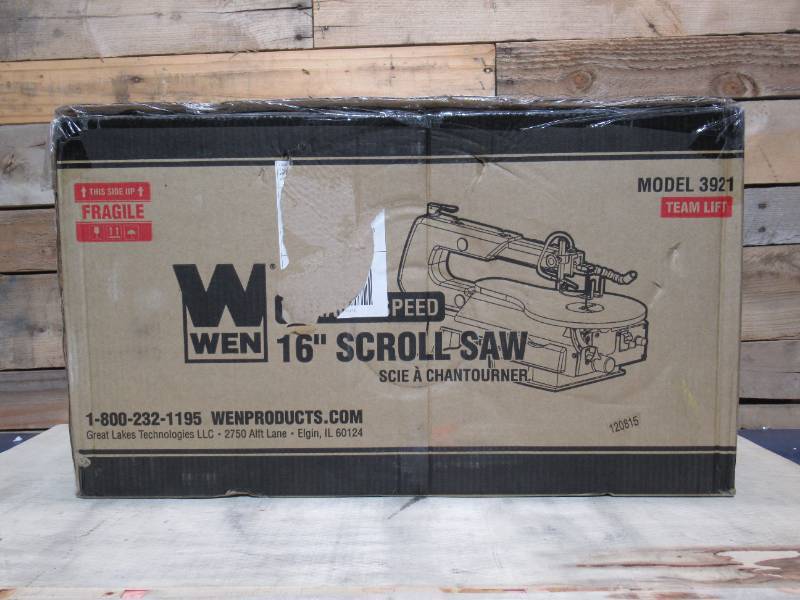 THIS SIDE UP
FRAGILE
MODEL 3921
TEAM LIFT
WEN
PEED
16" SCROLL SAW
SCIE À CHANTOURNER
1-800-232-1195 WENPRODUCTS.COM
Great Lakes Technologies LLC • 2750 Alft Lane • Elgin, IL 60124
120815